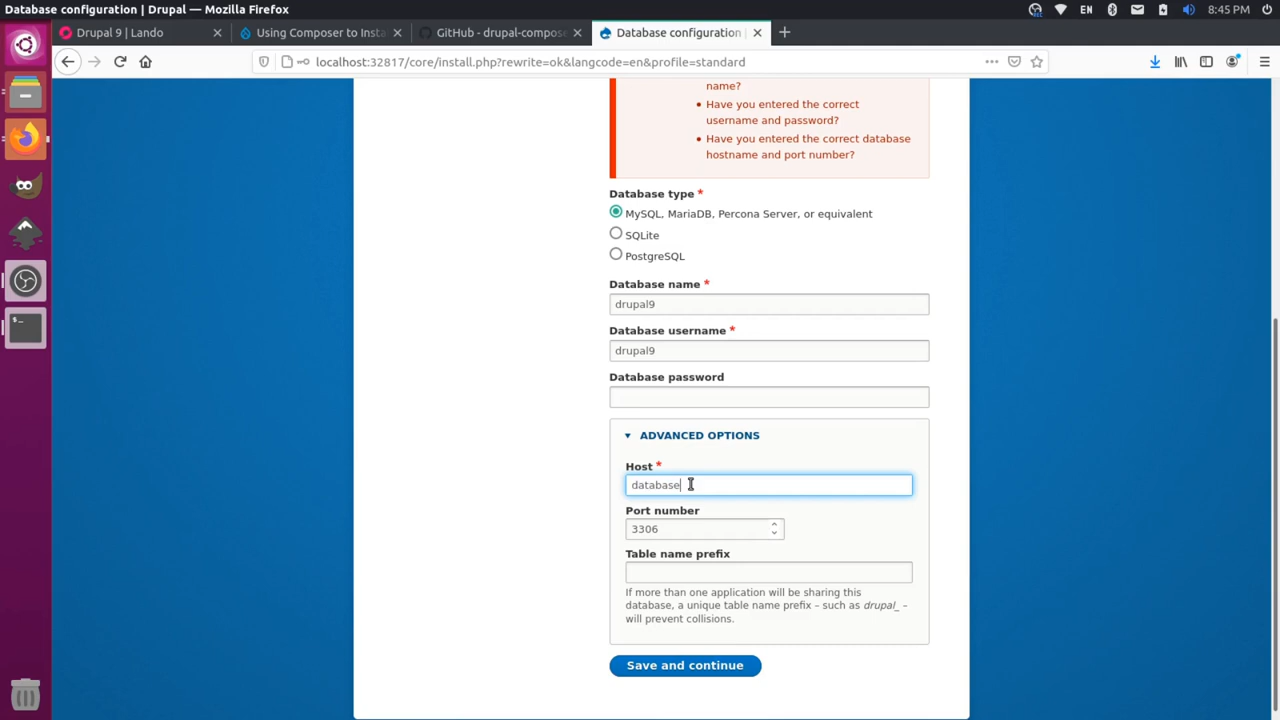 Database configuration | Drupal - Mozilla Firefox
EN
8:45 PM
Drupal 9 | Lando
Using Composer to Insta
GitHub - drupal-compose
Database configuration |
localhost:32817/core/install.php?rewrite=ok&langcode=en&profile=standard
name?
Have you entered the correct
username and password?
Have you entered the correct database
hostname and port number?
Database type *
MySQL, MariaDB, Percona Server, or equivalent
SQLite
PostgreSQL
Database name *
drupal9
Database username *
drupal9
Database password
ADVANCED OPTIONS
Host *
database
Port number
3306
Table name prefix
If more than one application will be sharing this
database, a unique table name prefix – such as drupal_ –
will prevent collisions.
Save and continue